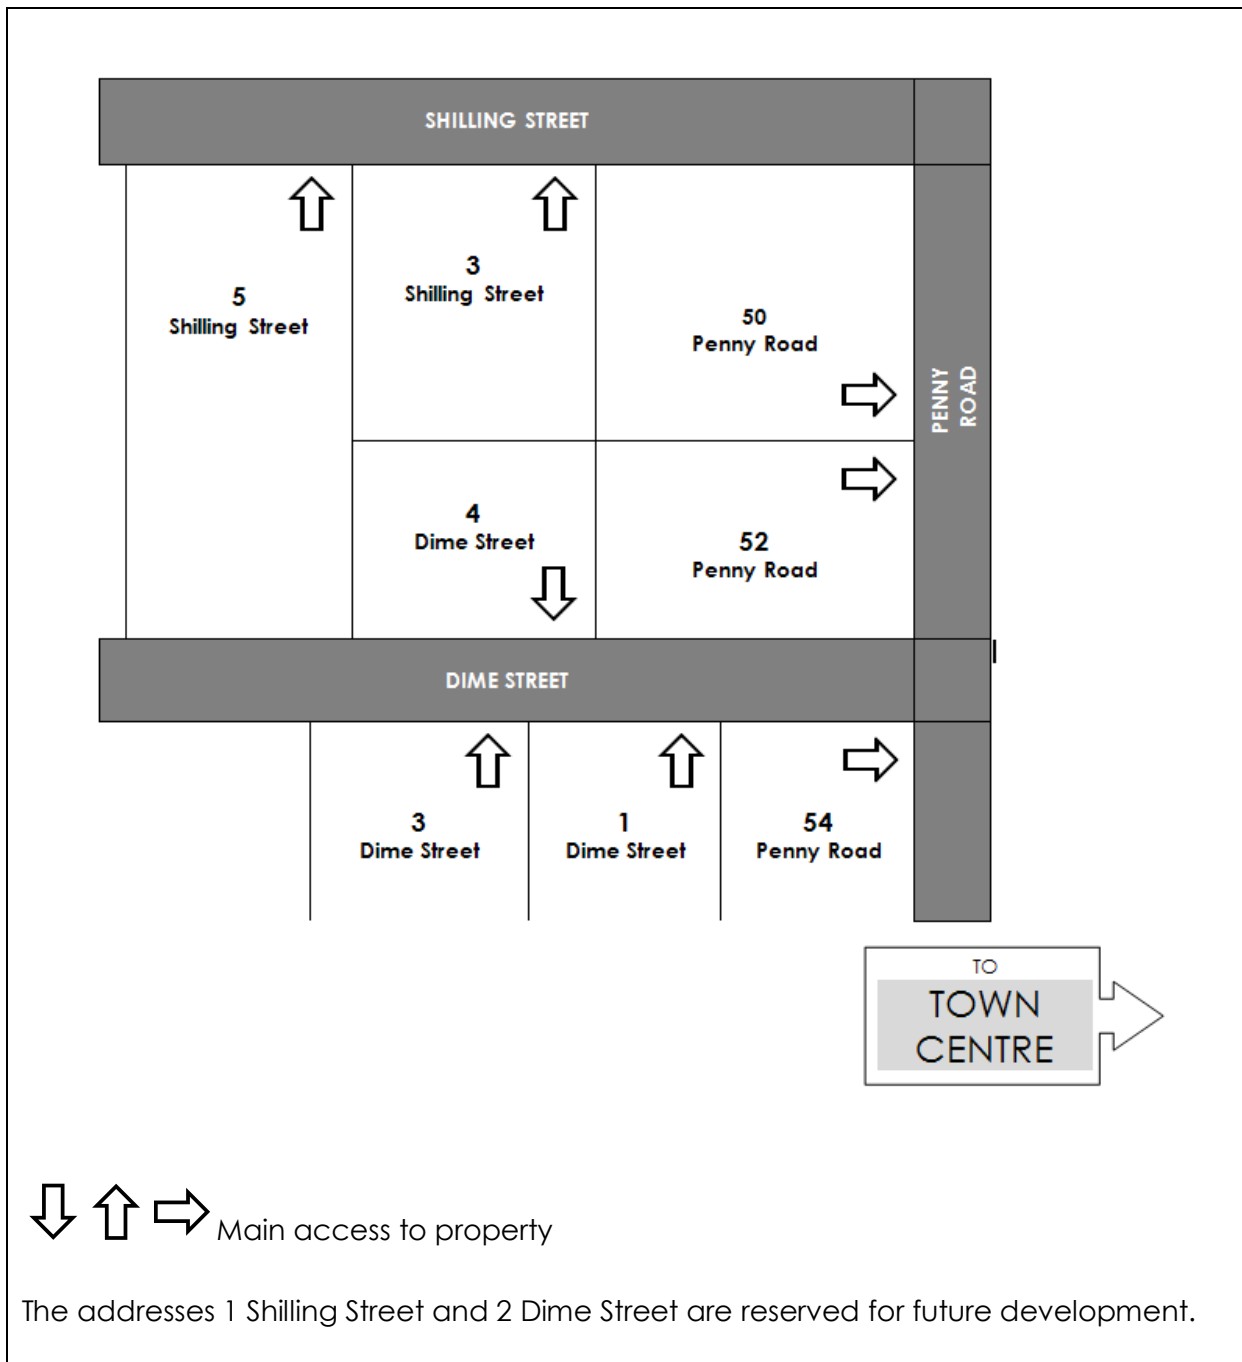 SHILLING STREET
5
Shilling Street
3
Shilling Street
50
Penny Road
PENNY
ROAD
4
Dime Street
52
Penny Road
DIME STREET
3
Dime Street
1
Dime Street
54
Penny Road
TO
TOWN
CENTRE
Main access to property
The addresses 1 Shilling Street and 2 Dime Street are reserved for future development.